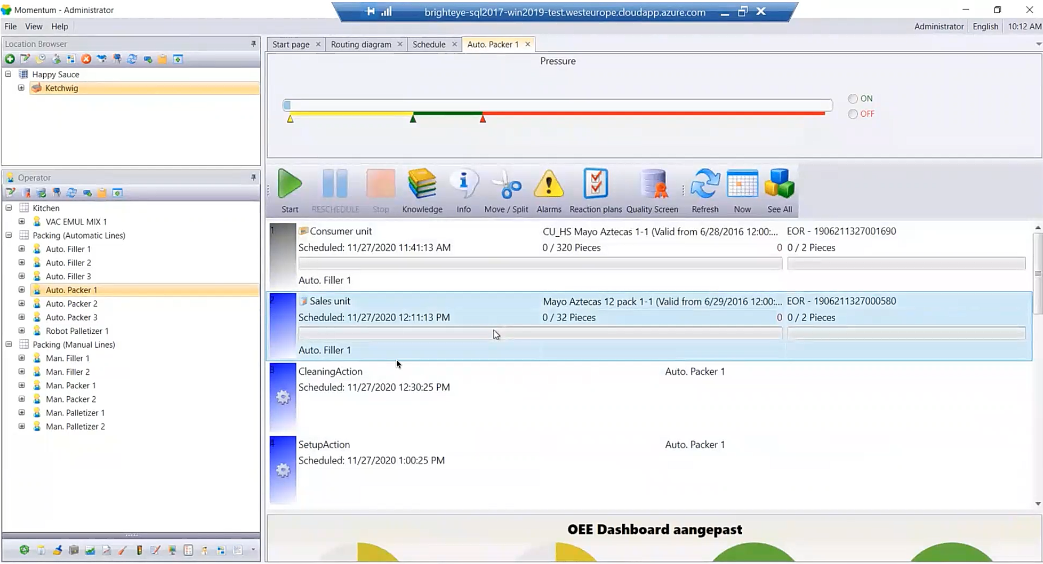 Momentum - Administrator
brighteye-sql2017-win2019-test.westeurope.cloudapp.azure.com
File View Help
Administrator English 10:12 AM
Location Browser
Happy Sauce
Ketchwig
Operator
Kitchen
VAC EMUL MIX 1
Packing (Automatic Lines)
Auto. Filler 1
Auto. Filler 2
Auto. Filler 3
Auto. Packer 1
Auto. Packer 2
Auto. Packer 3
Robot Palletizer 1
Packing (Manual Lines)
Man. Filler 1
Man. Filler 2
Man. Packer 1
Man. Packer 2
Man. Palletizer 1
Man. Palletizer 2
Start page Routing diagram Schedule Auto. Packer 1
Pressure
ON
OFF
Start RESCHEDULE Stop Knowledge Info Move / Split Alarms Reaction plans Quality Screen Refresh Now See All
1 Consumer unit CU_HS Mayo Aztecas 1-1 (Valid from 6/28/2016 12:00:... EOR - 1906211327001690
Scheduled: 11/27/2020 11:41:13 AM 0 / 320 Pieces 0 / 2 Pieces
Auto. Filler 1
2 Sales unit Mayo Aztecas 12 pack 1-1 (Valid from 6/29/2016 12:00:... EOR - 1906211327000580
Scheduled: 11/27/2020 12:11:13 PM 0 / 32 Pieces 0 0 / 2 Pieces
Auto. Filler 1
3 CleaningAction Auto. Packer 1
Scheduled: 11/27/2020 12:30:25 PM
4 SetupAction Auto. Packer 1
Scheduled: 11/27/2020 1:00:25 PM
OEE Dashboard aangepast